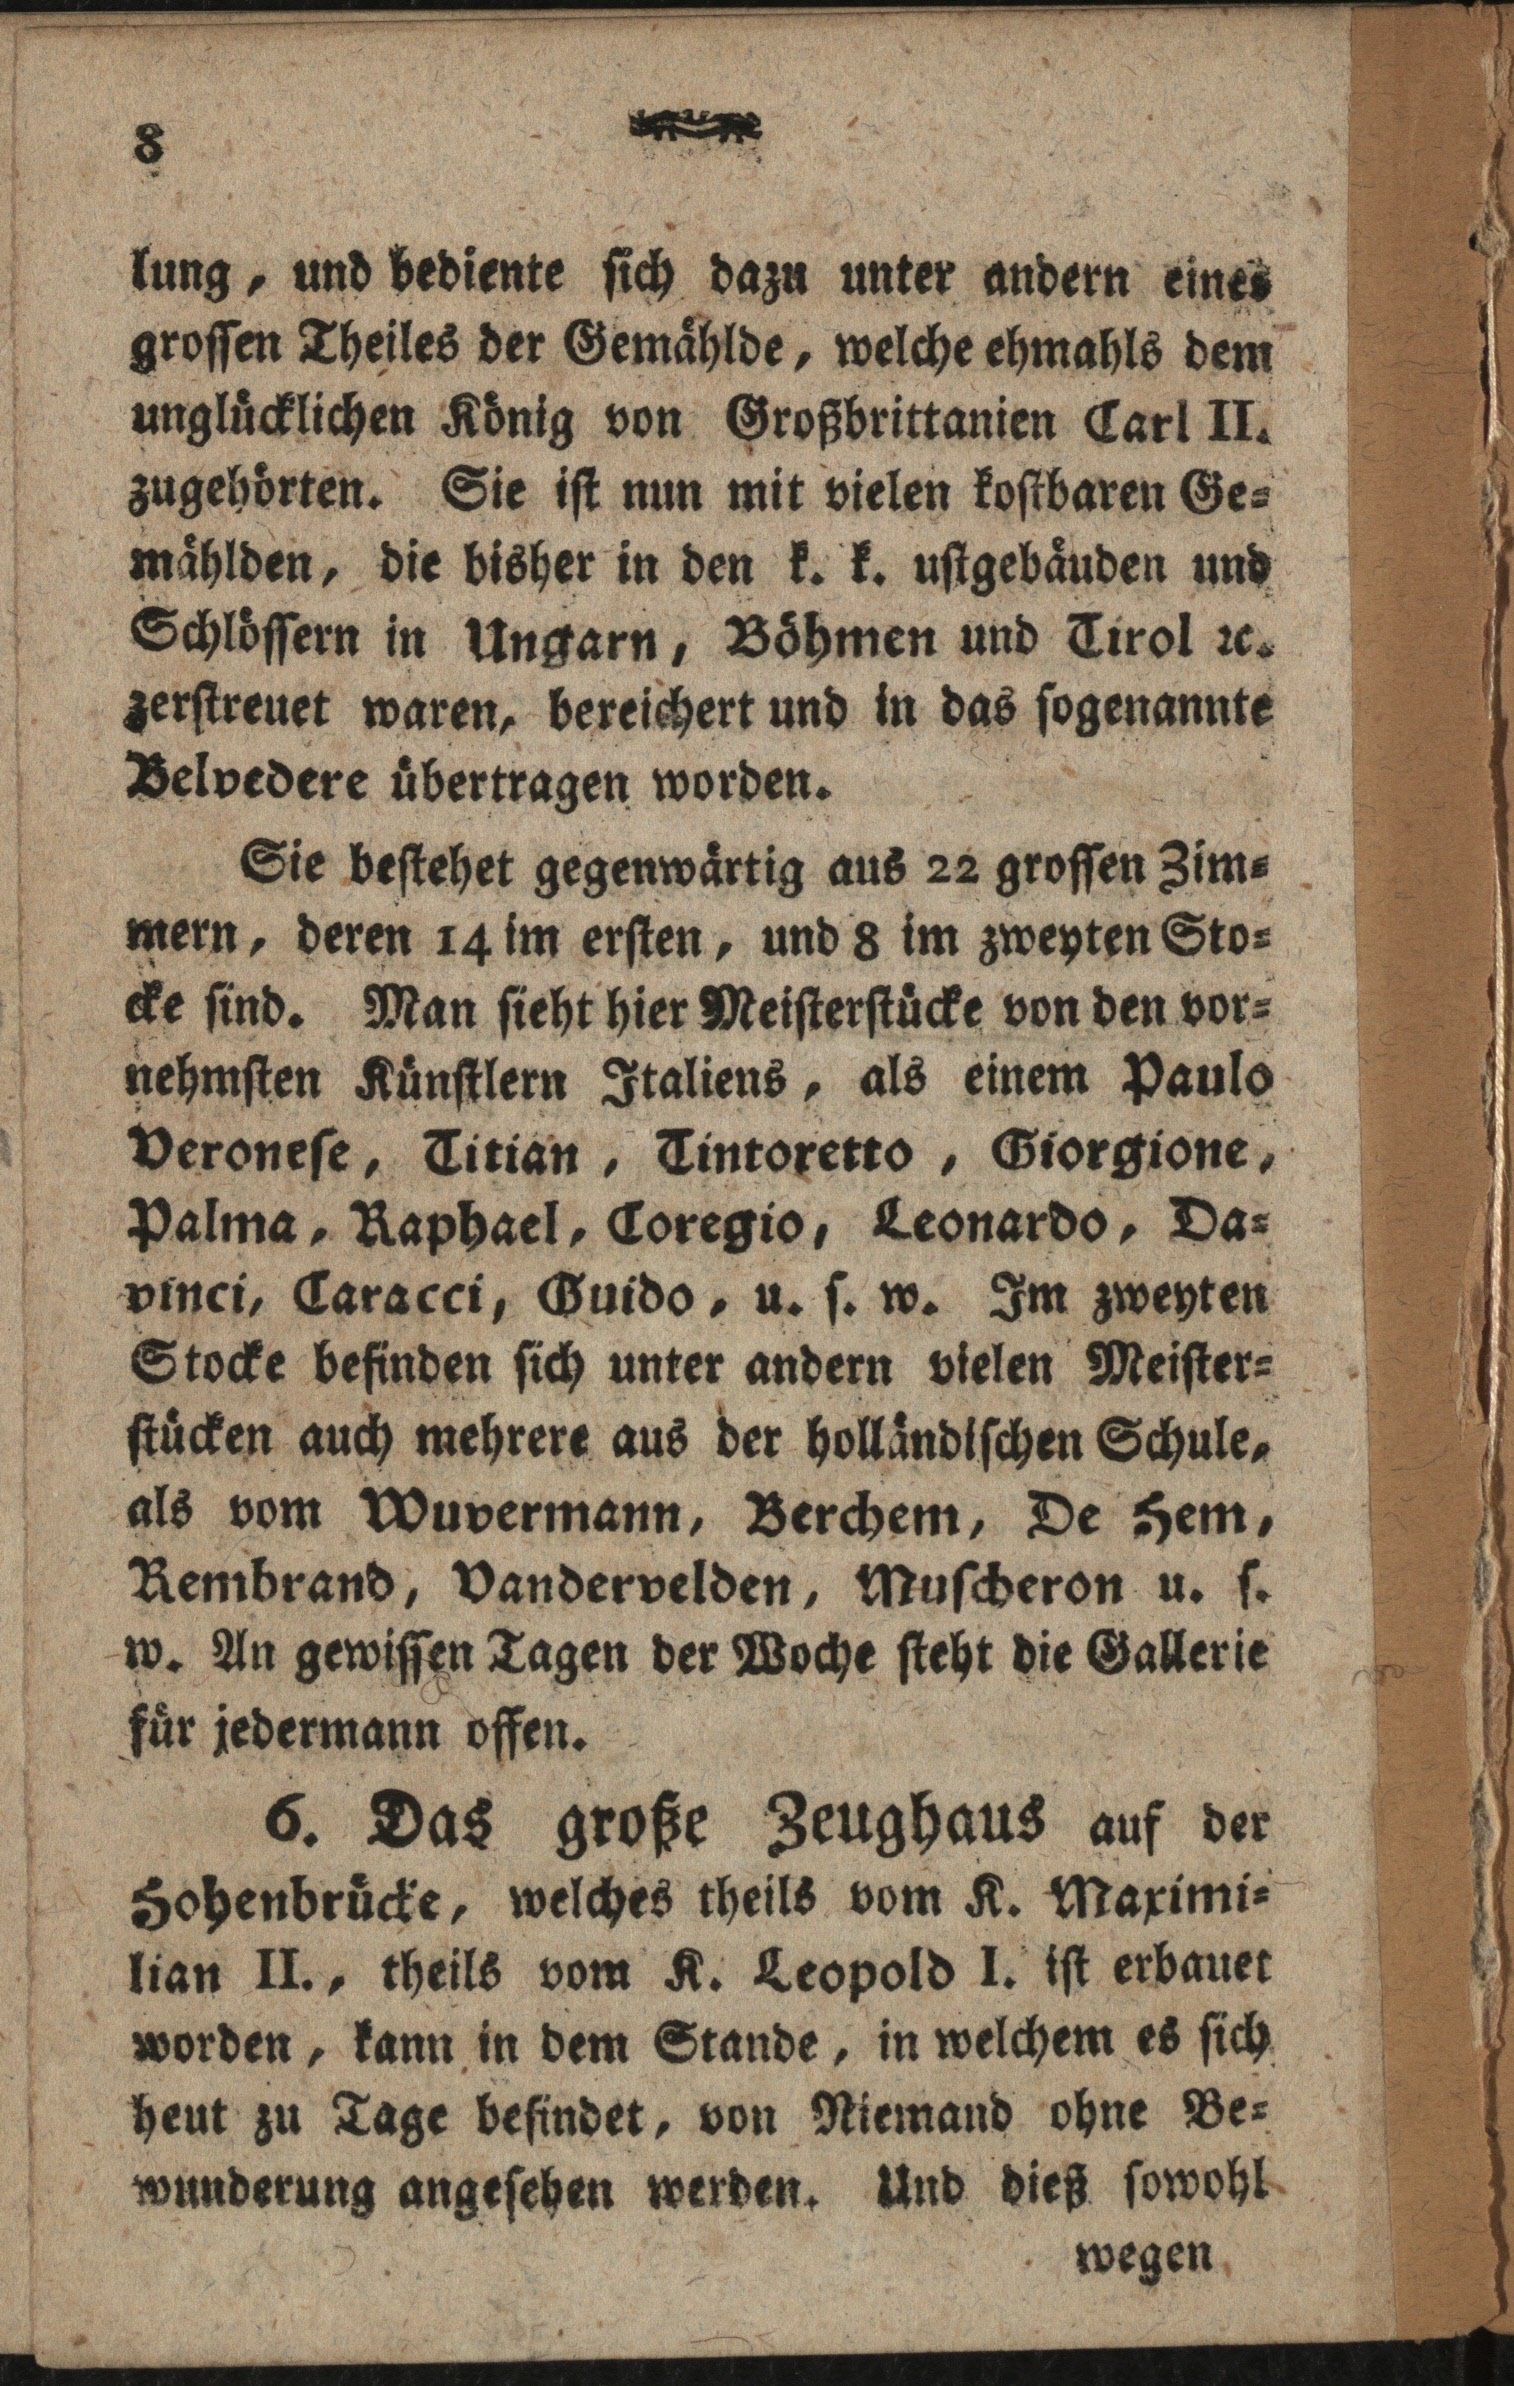 8
lung, und bediente sich dazu unter andern eines
grossen Theiles der Gemählde, welche ehmahls dem
unglücklichen König von Großbrittanien Carl II.
zugehörten. Sie ist nun mit vielen kostbaren Ge-
mählden, die bisher in den k. k. ustgebäuden und
Schlössern in Ungarn, Böhmen und Tirol ꝛc.
zerstreuet waren, bereichert und in das sogenannte
Belvedere übertragen worden.
Sie bestehet gegenwärtig aus 22 grossen Zim-
mern, deren 14 im ersten, und 8 im zweyten Sto-
cke sind. Man sieht hier Meisterstücke von den vor-
nehmsten Künstlern Italiens, als einem Paulo
Veronese, Titian, Tintoretto, Giorgione,
Palma, Raphael, Coregio, Leonardo, Da-
vinci, Caracci, Guido, u. s. w. Im zweyten
Stocke befinden sich unter andern vielen Meister-
stücken auch mehrere aus der holländischen Schule,
als vom Wuvermann, Berchem, De Hem,
Rembrand, Vandervelden, Muscheron u. s.
w. An gewissen Tagen der Woche steht die Gallerie
für jedermann offen.
6. Das große Zeughaus auf der
Hohenbrücke, welches theils vom K. Maximi-
lian II., theils vom K. Leopold I. ist erbauet
worden, kann in dem Stande, in welchem es sich
heut zu Tage befindet, von Niemand ohne Be-
wunderung angesehen werden. Und dieß sowohl
wegen